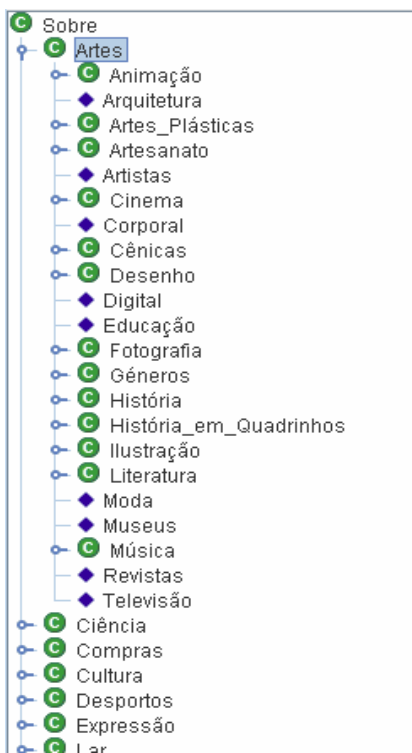 C Sobre
C Artes
C Animação
Arquitetura
C Artes_Plásticas
C Artesanato
Artistas
C Cinema
Corporal
C Cênicas
C Desenho
Digital
Educação
C Fotografia
C Géneros
C História
C História_em_Quadrinhos
C Ilustração
C Literatura
Moda
Museus
C Música
Revistas
Televisão
C Ciência
C Compras
C Cultura
C Desportos
C Expressão
C Lar